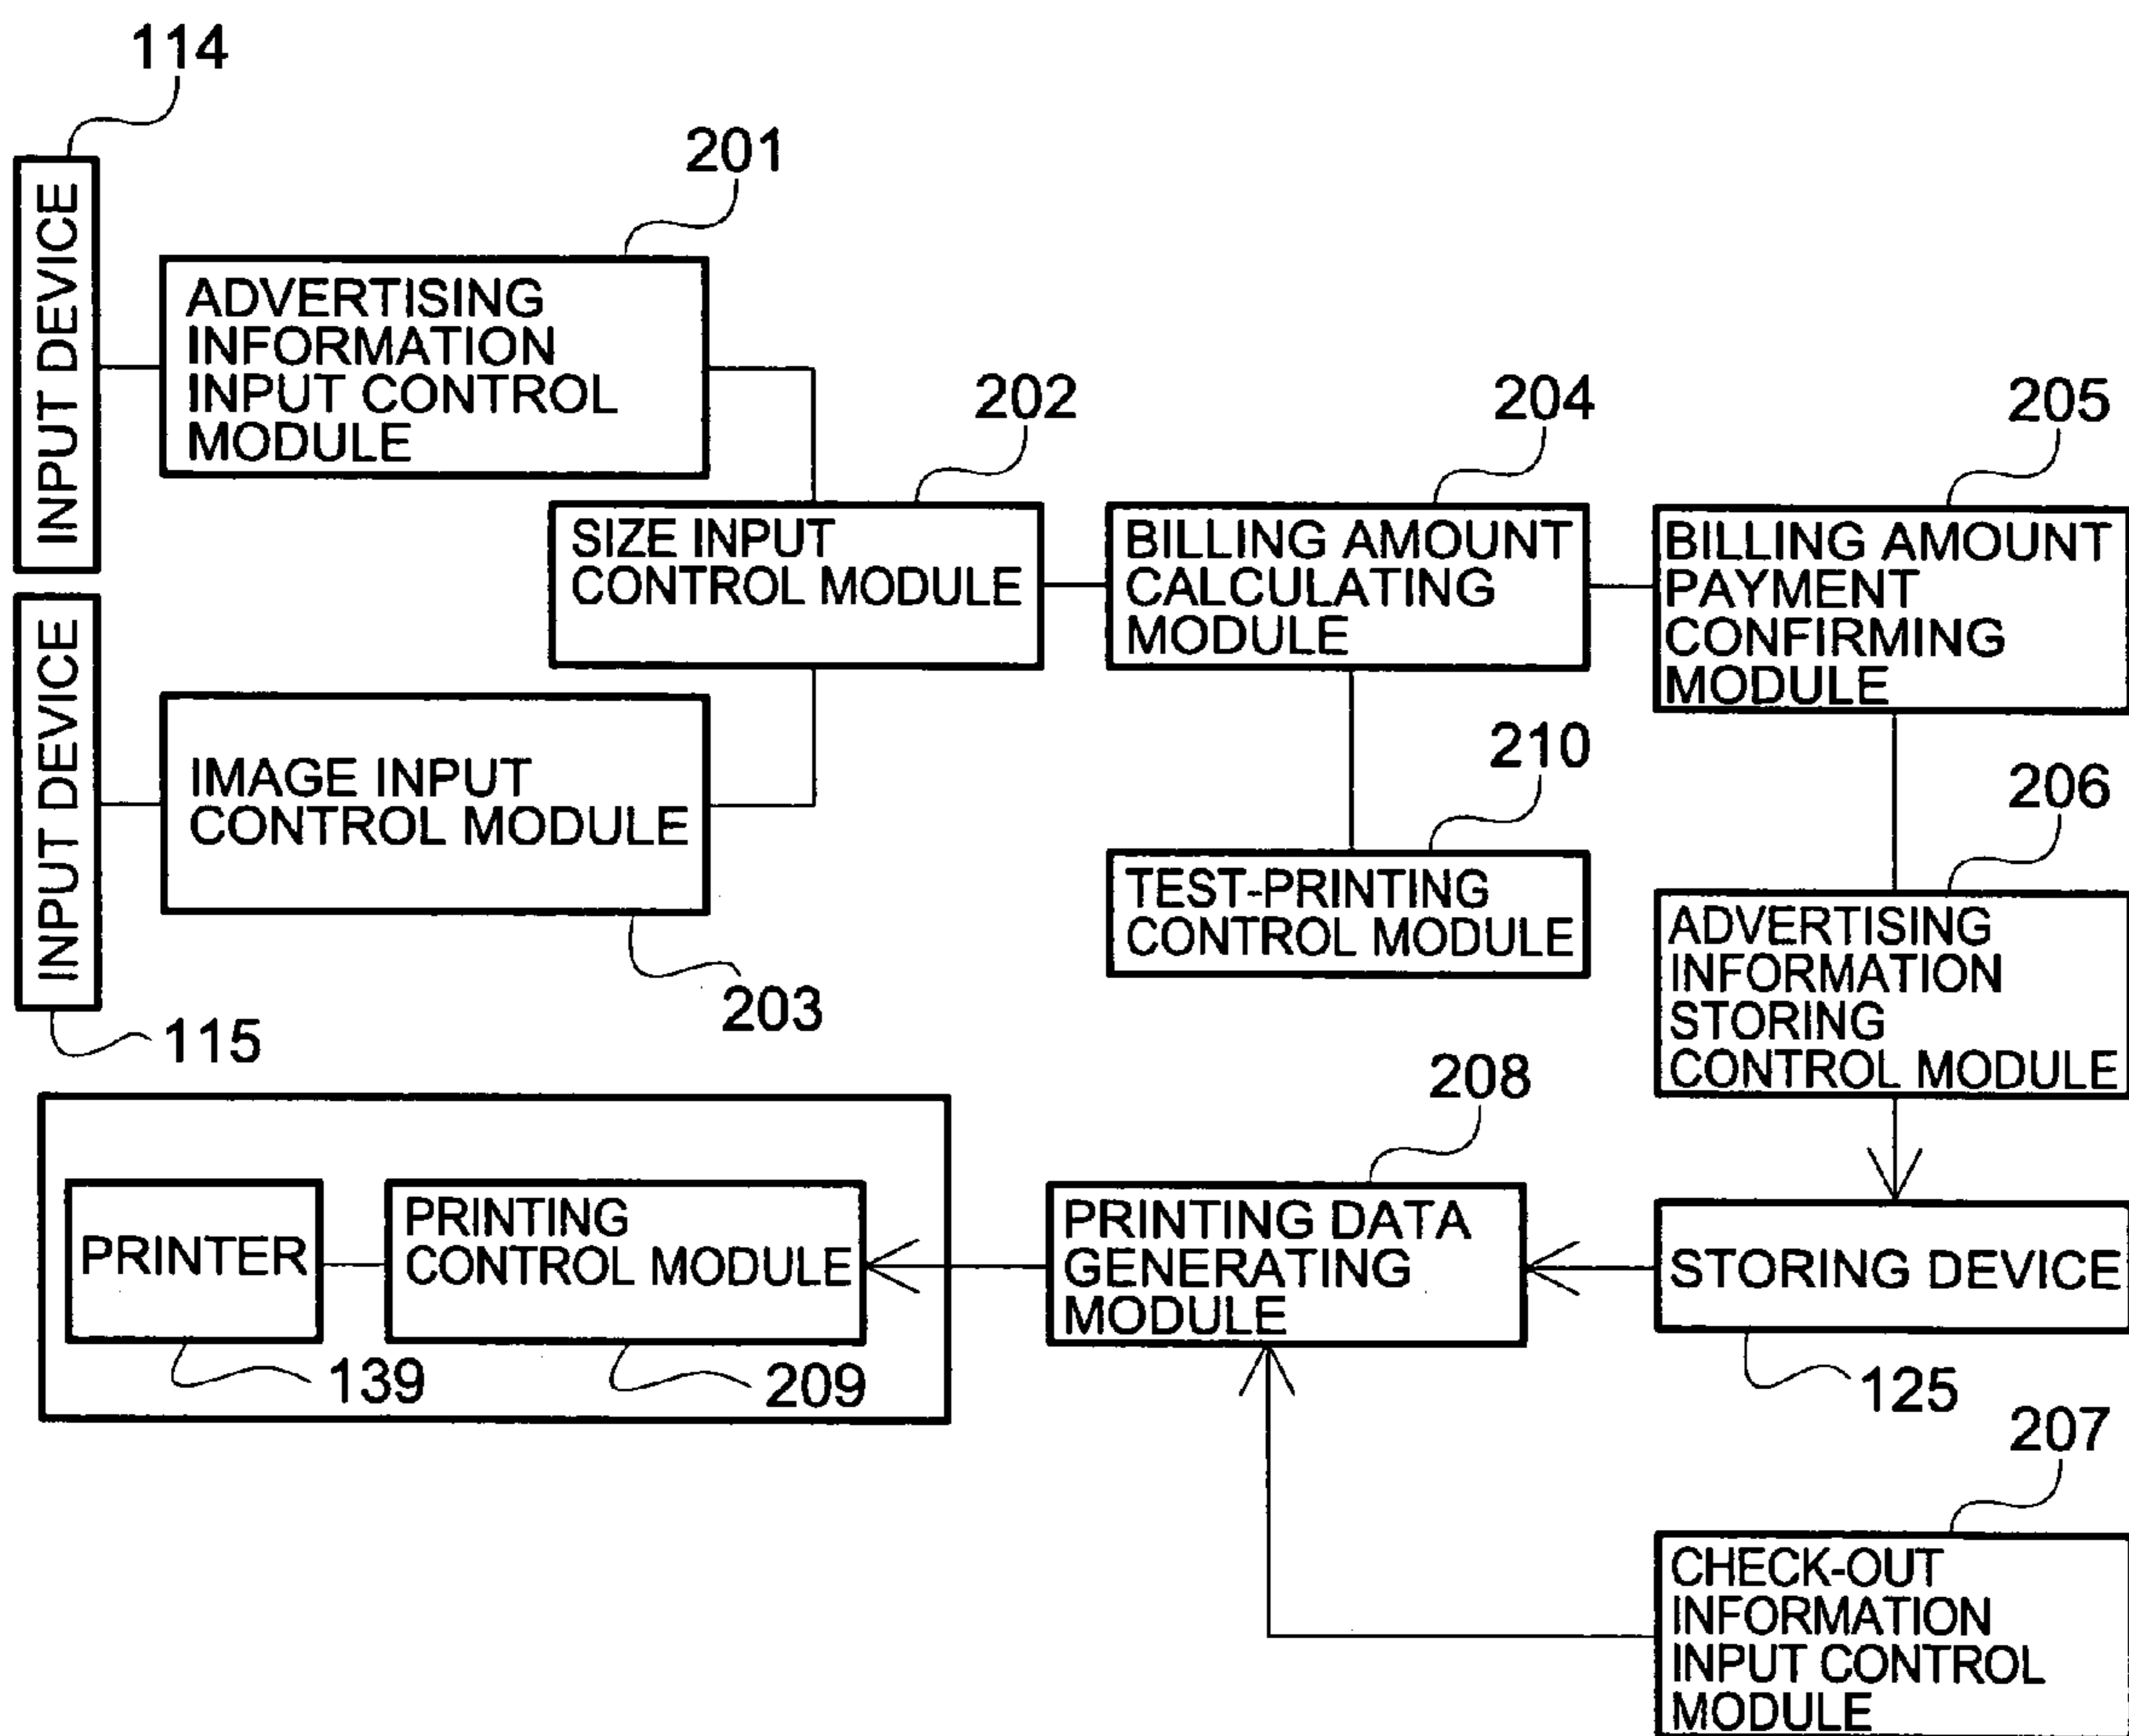 114
INPUT DEVICE
201
ADVERTISING
INFORMATION
INPUT CONTROL
MODULE
202
SIZE INPUT
CONTROL MODULE
204
BILLING AMOUNT
CALCULATING
MODULE
205
BILLING AMOUNT
PAYMENT
CONFIRMING
MODULE
INPUT DEVICE
115
IMAGE INPUT
CONTROL MODULE
203
210
TEST-PRINTING
CONTROL MODULE
206
ADVERTISING
INFORMATION
STORING
CONTROL MODULE
PRINTER
139
PRINTING
CONTROL MODULE
209
208
PRINTING DATA
GENERATING
MODULE
STORING DEVICE
125
207
CHECK-OUT
INFORMATION
INPUT CONTROL
MODULE